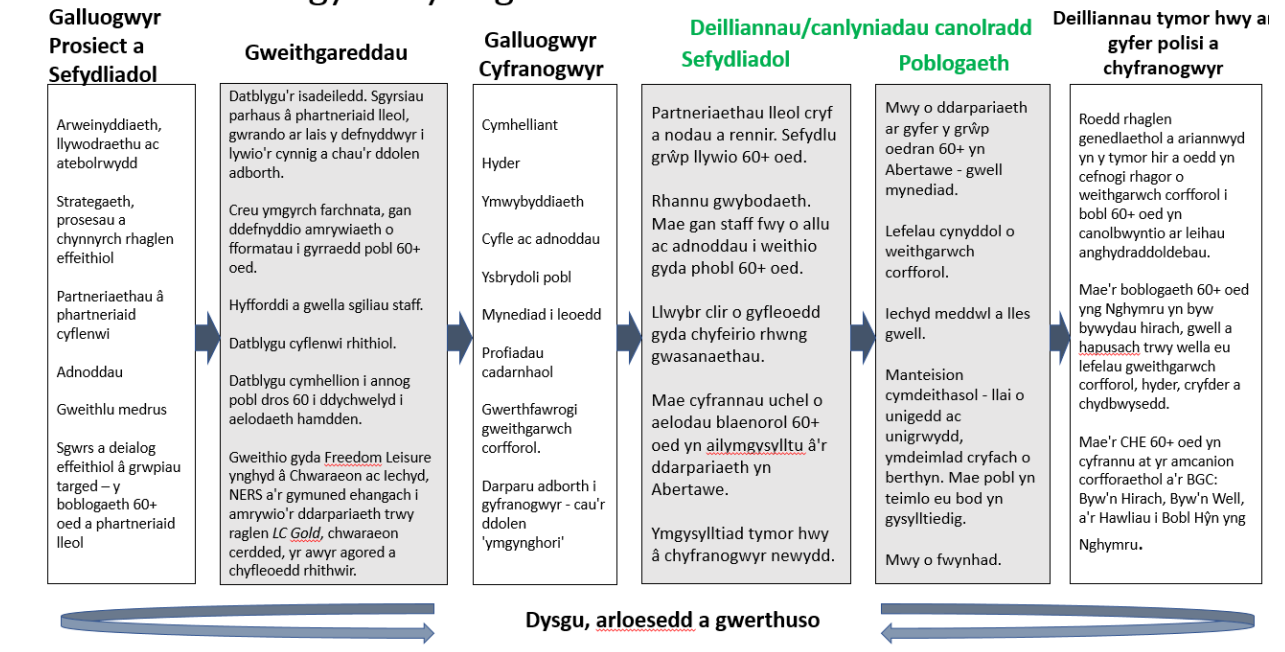 Galluogwyr
Prosiect a
Sefydliadol
Arweinyddiaeth,
llywodraethu ac
atebolrwydd
Strategaeth,
prosesau a
chynnyrch rhaglen
effeithiol
Partneriaethau â
phartneriaid
cyflenwi
Adnoddau
Gweithlu medrus
Sgwrs a deialog
effeithiol â grwpiau
targed – y
boblogaeth 60+
oed a phartneriaid
lleol
Gweithgareddau
Datblygu'r isadeiledd. Sgyrsiau
parhaus â phartneriaid lleol,
gwrando ar lais y defnyddwyr i
lywio'r cynnig a chau'r ddolen
adborth.
Creu ymgyrch farchnata, gan
ddefnyddio amrywiaeth o
fformatau i gyrraedd pobl 60+
oed.
Hyfforddi a gwella sgiliau staff.
Datblygu cyflenwi rhithiol.
Datblygu cymhellion i annog
pobl dros 60 i ddychwelyd i
aelodaeth hamdden.
Gweithio gyda Freedom Leisure
ynghyd â Chwaraeon ac Iechyd,
NERS a'r gymuned ehangach i
amrywio'r ddarpariaeth trwy
raglen LC Gold, chwaraeon
cerdded, yr awyr agored a
chyfleoedd rhithwir.
Galluogwyr
Cyfranogwyr
Cymhelliant
Hyder
Ymwybyddiaeth
Cyfle ac adnoddau
Ysbrydoli pobl
Mynediad i leoedd
Profiadau
cadarnhaol
Gwerthfawrogi
gweithgarwch
corfforol.
Darparu adborth i
gyfranogwyr - cau'r
ddolen
'ymgynghori'
Deilliannau/canlyniadau canolradd
Sefydliadol
Partneriaethau lleol cryf
a nodau a rennir. Sefydlu
grŵp llywio 60+ oed.
Rhannu gwybodaeth.
Mae gan staff fwy o allu
ac adnoddau i weithio
gyda phobl 60+ oed.
Llwybr clir o gyfleoedd
gyda chyfeirio rhwng
gwasanaethau.
Mae cyfrannau uchel o
aelodau blaenorol 60+
oed yn ailymgysylltu â'r
ddarpariaeth yn
Abertawe.
Ymgysylltiad tymor hwy
â chyfranogwyr newydd.
Poblogaeth
Mwy o ddarpariaeth
ar gyfer y grŵp
oedran 60+ yn
Abertawe - gwell
mynediad.
Lefelau cynyddol o
weithgarwch
corfforol.
Iechyd meddwl a lles
gwell.
Manteision
cymdeithasol - llai o
unigedd ac
unigrwydd,
ymdeimlad cryfach o
berthyn. Mae pobl yn
teimlo eu bod yn
gysylltiedig.
Mwy o fwynhad.
Deilliannau tymor hwy ar
gyfer polisi a
chyfranogwyr
Roedd rhaglen
genedlaethol a ariannwyd
yn y tymor hir a oedd yn
cefnogi rhagor o
weithgarwch corfforol i
bobl 60+ oed yn
canolbwyntio ar leihau
anghydraddoldebau.
Mae'r boblogaeth 60+ oed
yng Nghymru yn byw
bywydau hirach, gwell a
hapusach trwy wella eu
lefelau gweithgarwch
corfforol, hyder, cryfder a
chydbwysedd.
Mae'r CHE 60+ oed yn
cyfrannu at yr amcanion
corfforaethol a'r BGC:
Byw'n Hirach, Byw'n Well,
a'r Hawliau i Bobl Hŷn yng
Nghymru.
Dysgu, arloesedd a gwerthuso